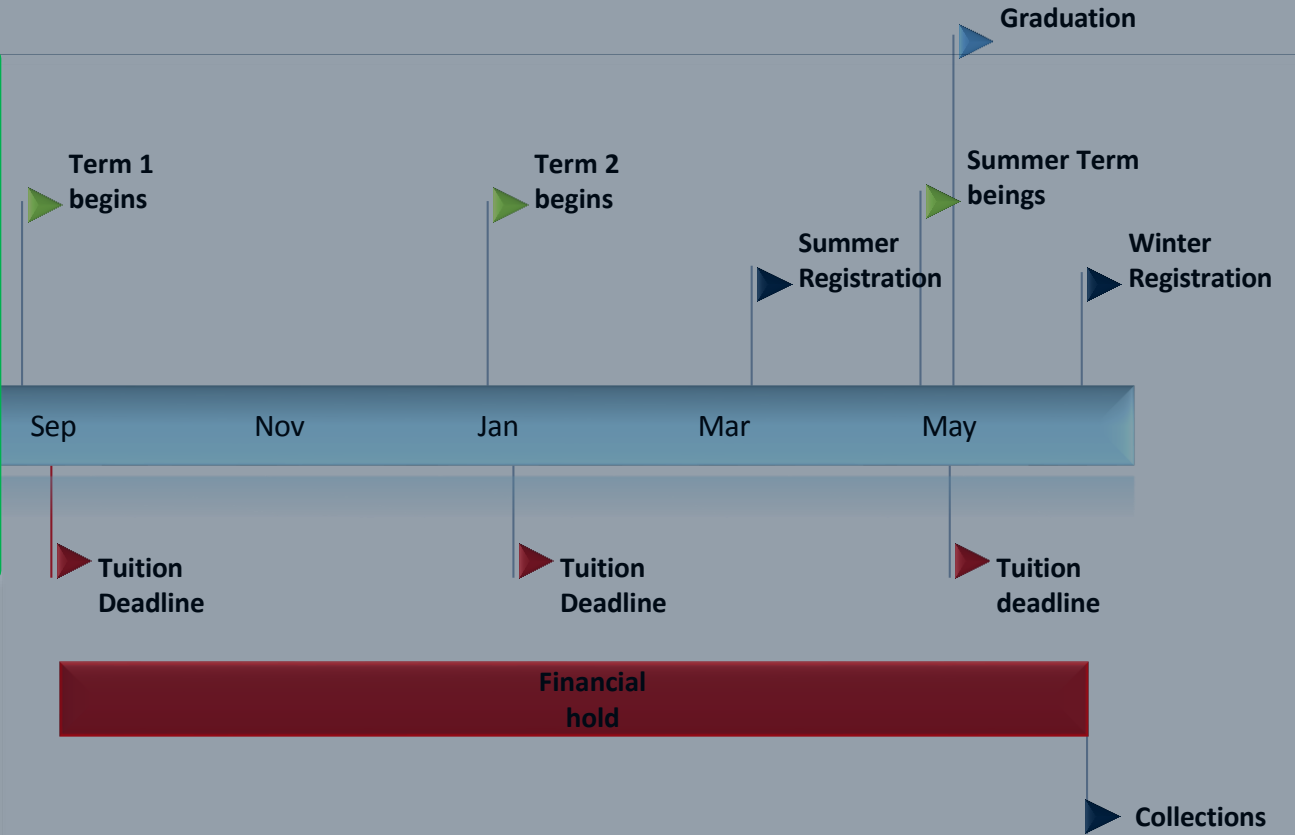 Graduation
Term 1
begins
Term 2
begins
Summer Term
beings
Summer
Registration
Winter
Registration
Sep
Nov
Jan
Mar
May
Tuition
Deadline
Tuition
Deadline
Tuition
deadline
Financial
hold
Collections